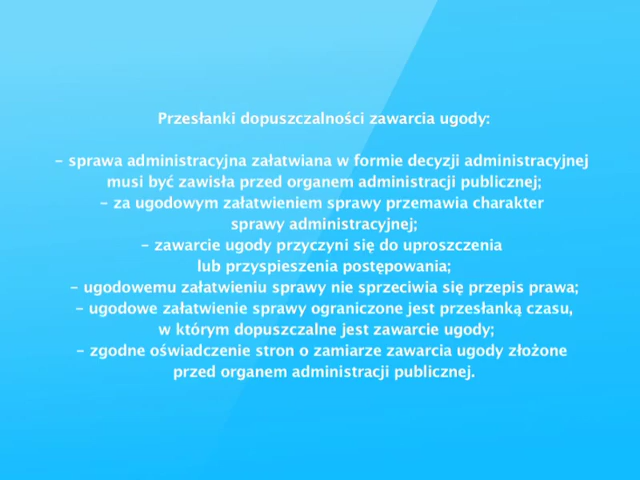 Przesłanki dopuszczalności zawarcia ugody:
- sprawa administracyjna załatwiana w formie decyzji administracyjnej
musi być zawisła przed organem administracji publicznej;
- za ugodowym załatwieniem sprawy przemawia charakter
sprawy administracyjnej;
- zawarcie ugody przyczyni się do uproszczenia
lub przyspieszenia postępowania;
- ugodowemu załatwieniu sprawy nie sprzeciwia się przepis prawa;
- ugodowe załatwienie sprawy ograniczone jest przesłanką czasu,
w którym dopuszczalne jest zawarcie ugody;
- zgodne oświadczenie stron o zamiarze zawarcia ugody złożone
przed organem administracji publicznej.